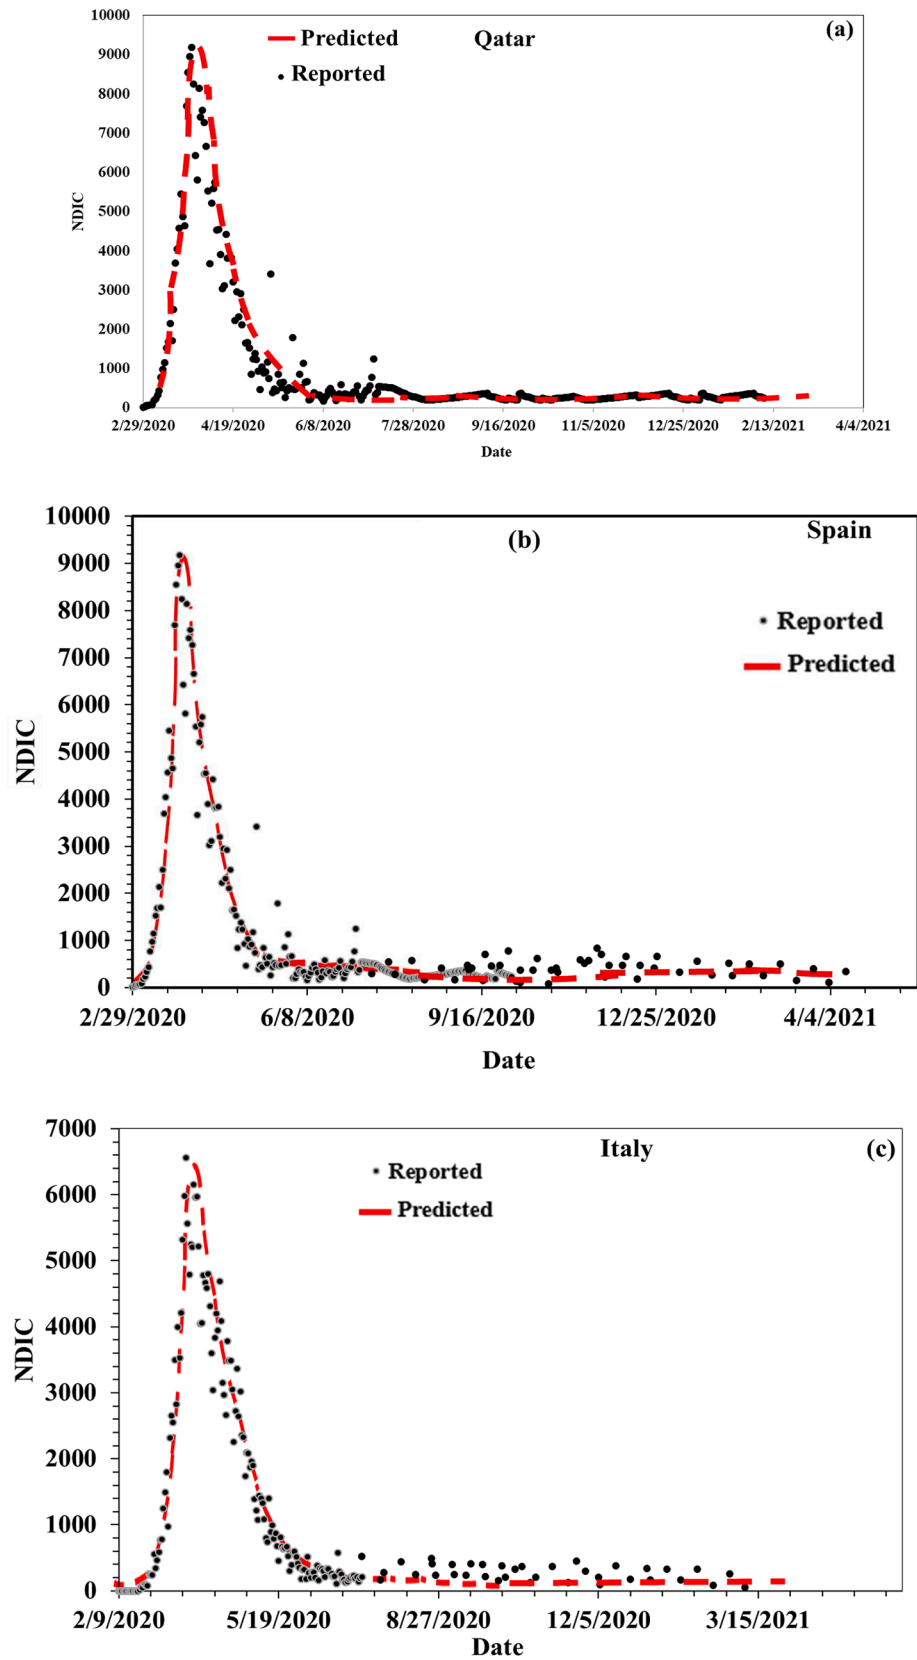 (a)
Predicted
Qatar
Reported
10000
9000
8000
7000
6000
5000
4000
3000
2000
1000
0
NDIC
2/29/2020 4/19/2020 6/8/2020 7/28/2020 9/16/2020 11/5/2020 12/25/2020 2/13/2021 4/4/2021
Date
(b)
Spain
Reported
Predicted
10000
9000
8000
7000
6000
5000
4000
3000
2000
1000
0
NDIC
2/29/2020 6/8/2020 9/16/2020 12/25/2020 4/4/2021
Date
Italy
(c)
Reported
Predicted
7000
6000
5000
4000
3000
2000
1000
0
NDIC
2/9/2020 5/19/2020 8/27/2020 12/5/2020 3/15/2021
Date